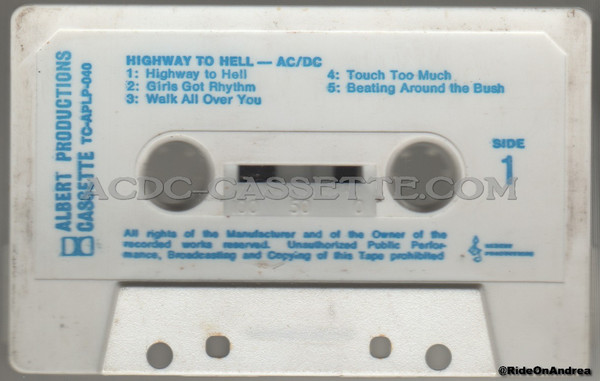 HIGHWAY TO HELL — AC/DC
1: Highway to Hell
2: Girls Got Rhythm
3: Walk All Over You
4: Touch Too Much
5: Beating Around the Bush
ALBERT PRODUCTIONS
CASSETTE TC-APLP-040
SIDE
1
ACDC-CASSETTE.COM
All rights of the Manufacturer and of the Owner of the
recorded works reserved. Unauthorized Public Perfor-
mance, Broadcasting and Copying of this Tape prohibited
ALBERT
PRODUCTIONS
@RideOnAndrea